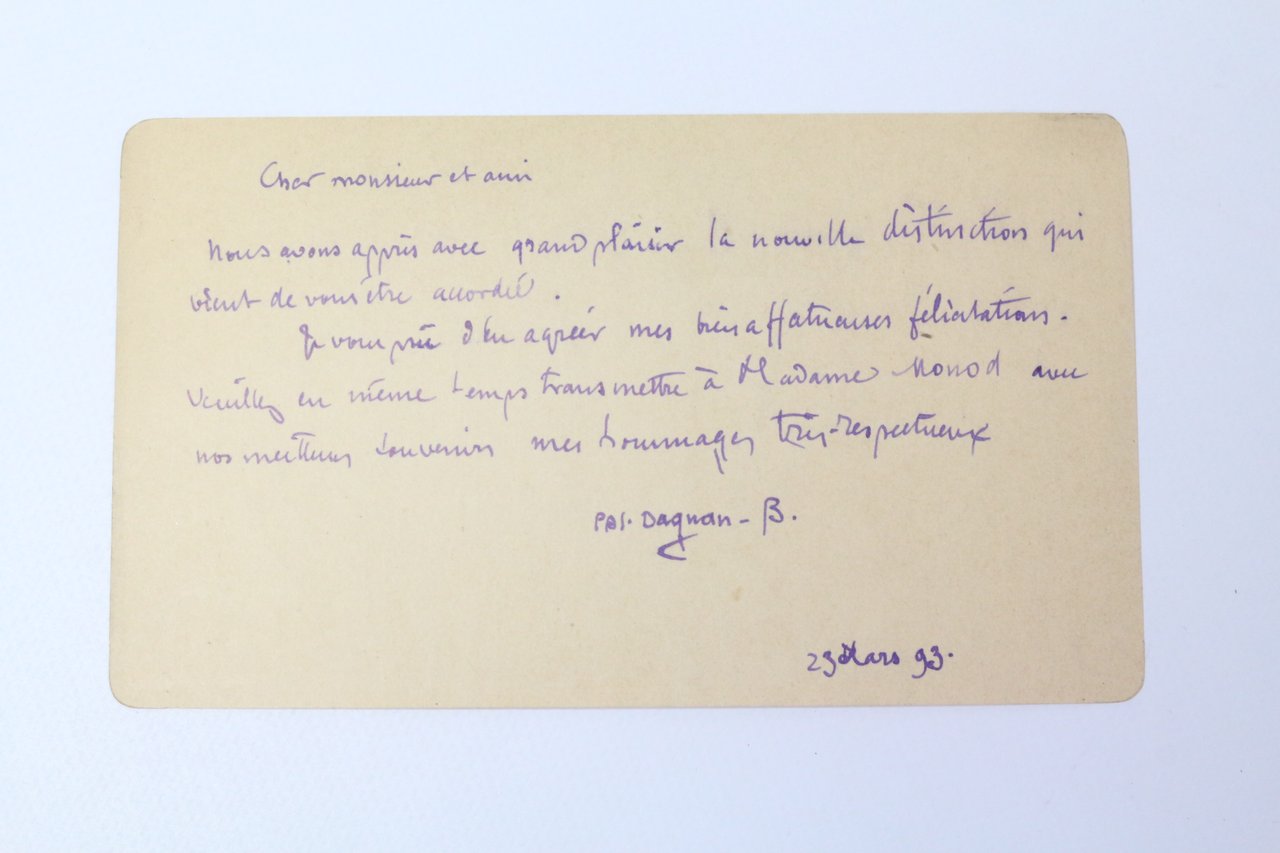 Cher monsieur et ami
Nous avons appris avec grand plaisir la nouvelle distinction qui
vient de vous être accordée.
Je vous prie d'en agréer mes bien affectueuses félicitations.
Veuillez en même temps transmettre à Madame Monod avec
nos meilleurs souvenirs mes hommages très-respectueux
PAJ. Dagnan-B.
23 Mars 93.